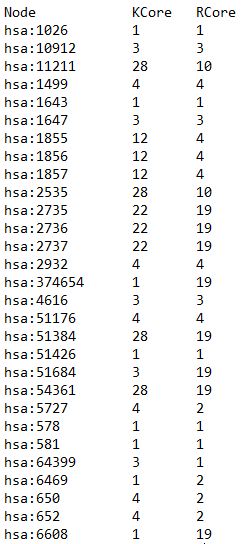 Node KCore RCore
hsa:1026 1 1
hsa:10912 3 3
hsa:11211 28 10
hsa:1499 4 4
hsa:1643 1 1
hsa:1647 3 3
hsa:1855 12 4
hsa:1856 12 4
hsa:1857 12 4
hsa:2535 28 10
hsa:2735 22 19
hsa:2736 22 19
hsa:2737 22 19
hsa:2932 4 4
hsa:374654 1 19
hsa:4616 3 3
hsa:51176 4 4
hsa:51384 28 19
hsa:51426 1 1
hsa:51684 3 19
hsa:54361 28 19
hsa:5727 4 2
hsa:578 1 1
hsa:581 1 1
hsa:64399 3 1
hsa:6469 1 2
hsa:650 4 2
hsa:652 4 2
hsa:6608 1 19